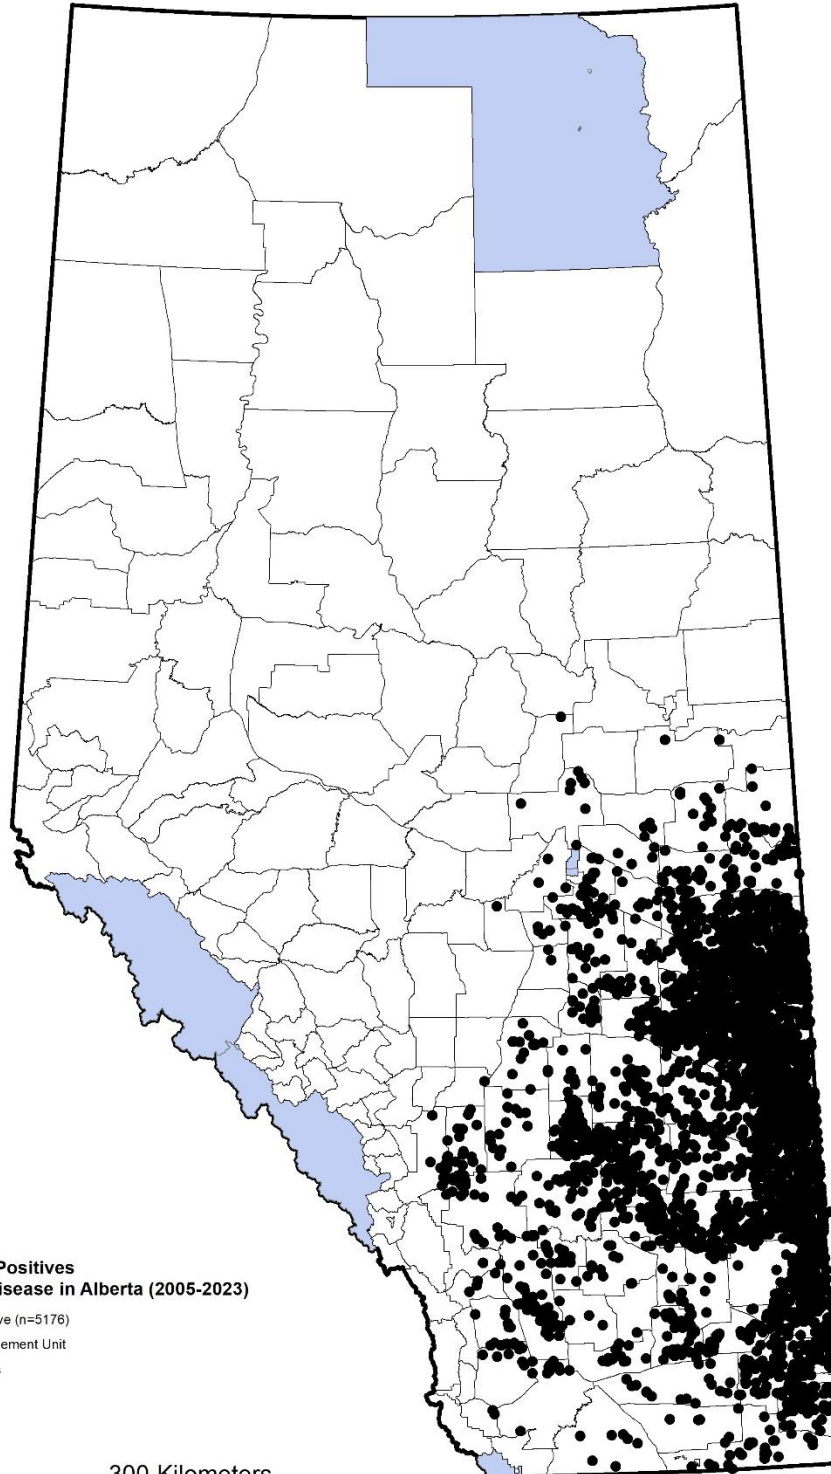 Positives
isease in Alberta (2005-2023)
ve (n=5176)
ement Unit
s
300 Kilometers